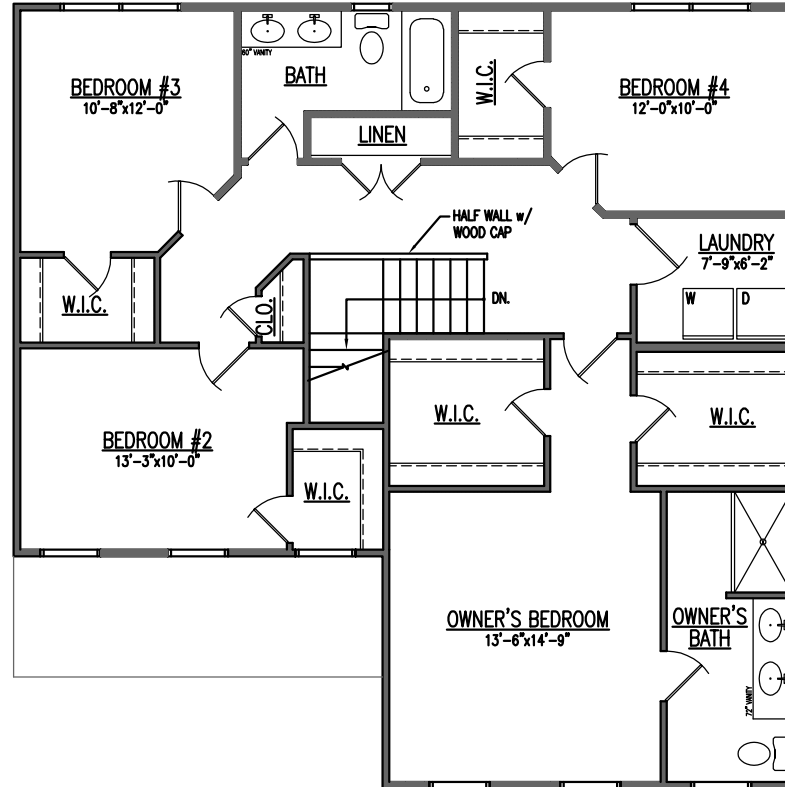 BEDROOM #3
10'-8"x12'-0"
60" VANITY
BATH
W.I.C.
BEDROOM #4
12'-0"x10'-0"
LINEN
HALF WALL w/
WOOD CAP
LAUNDRY
7'-9"x6'-2"
W
D
W.I.C.
CLO.
DN.
BEDROOM #2
13'-3"x10'-0"
W.I.C.
W.I.C.
W.I.C.
OWNER'S BEDROOM
13'-6"x14'-9"
OWNER'S
BATH
72" VANITY